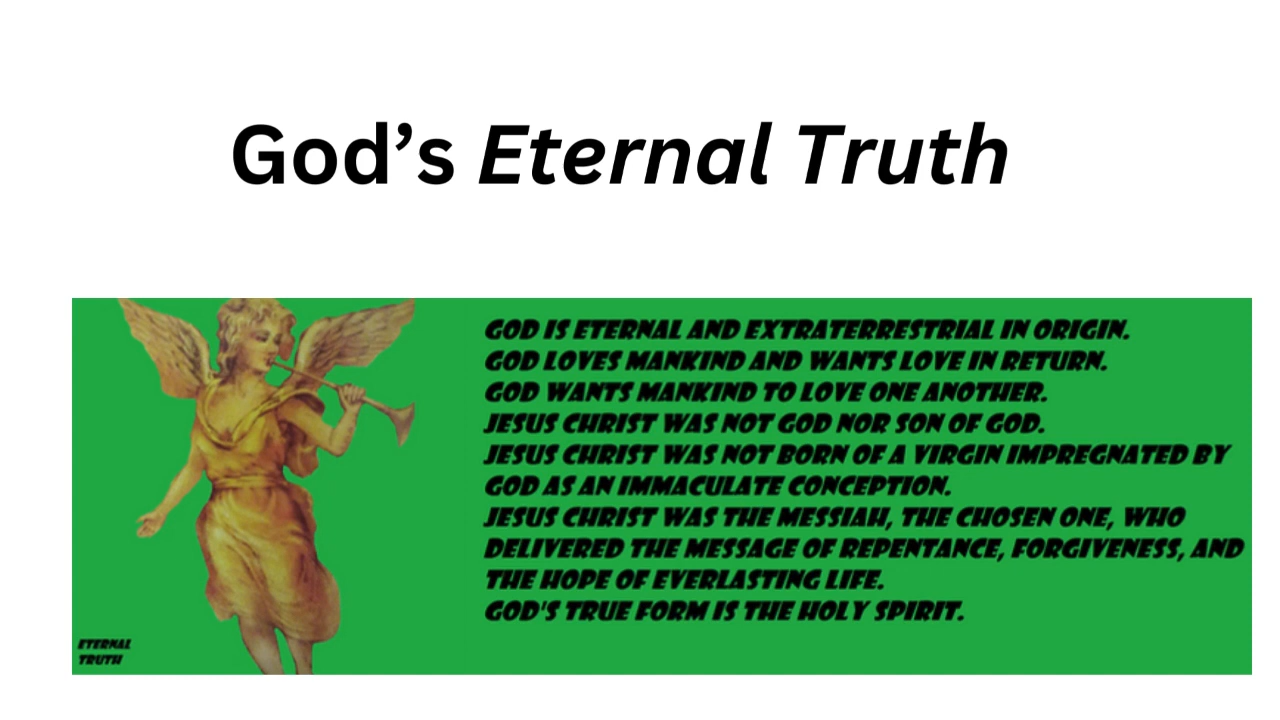 God’s Eternal Truth
GOD IS ETERNAL AND EXTRATERRESTRIAL IN ORIGIN.
GOD LOVES MANKIND AND WANTS LOVE IN RETURN.
GOD WANTS MANKIND TO LOVE ONE ANOTHER.
JESUS CHRIST WAS NOT GOD NOR SON OF GOD.
JESUS CHRIST WAS NOT BORN OF A VIRGIN IMPREGNATED BY
GOD AS AN IMMACULATE CONCEPTION.
JESUS CHRIST WAS THE MESSIAH, THE CHOSEN ONE, WHO
DELIVERED THE MESSAGE OF REPENTANCE, FORGIVENESS, AND
THE HOPE OF EVERLASTING LIFE.
GOD'S TRUE FORM IS THE HOLY SPIRIT.
ETERNAL
TRUTH